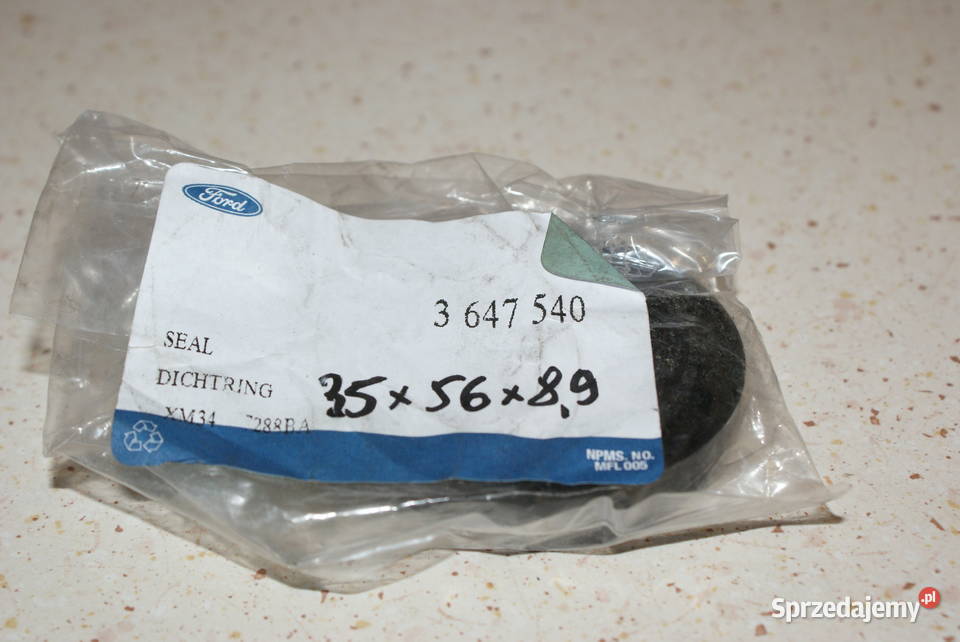 Ford
3 647 540
SEAL
DICHTRING
35×56×8,9
XM34 7288BA
NPMS. NO.
MFL 005
Sprzedajemy.pl